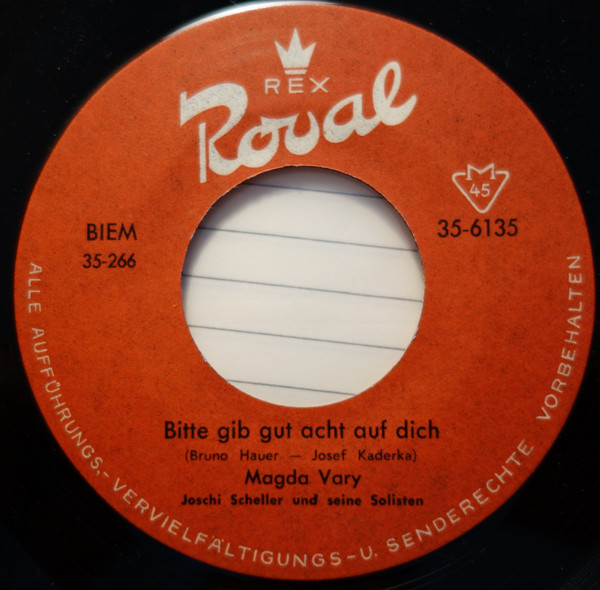 REX
Royal
45
BIEM
35-6135
35-266
Bitte gib gut acht auf dich
(Bruno Hauer — Josef Kaderka)
Magda Vary
Joschi Scheller und seine Solisten
ALLE AUFFÜHRUNGS,- VERVIELFÄLTIGUNGS-U. SENDERECHTE VORBEHALTEN